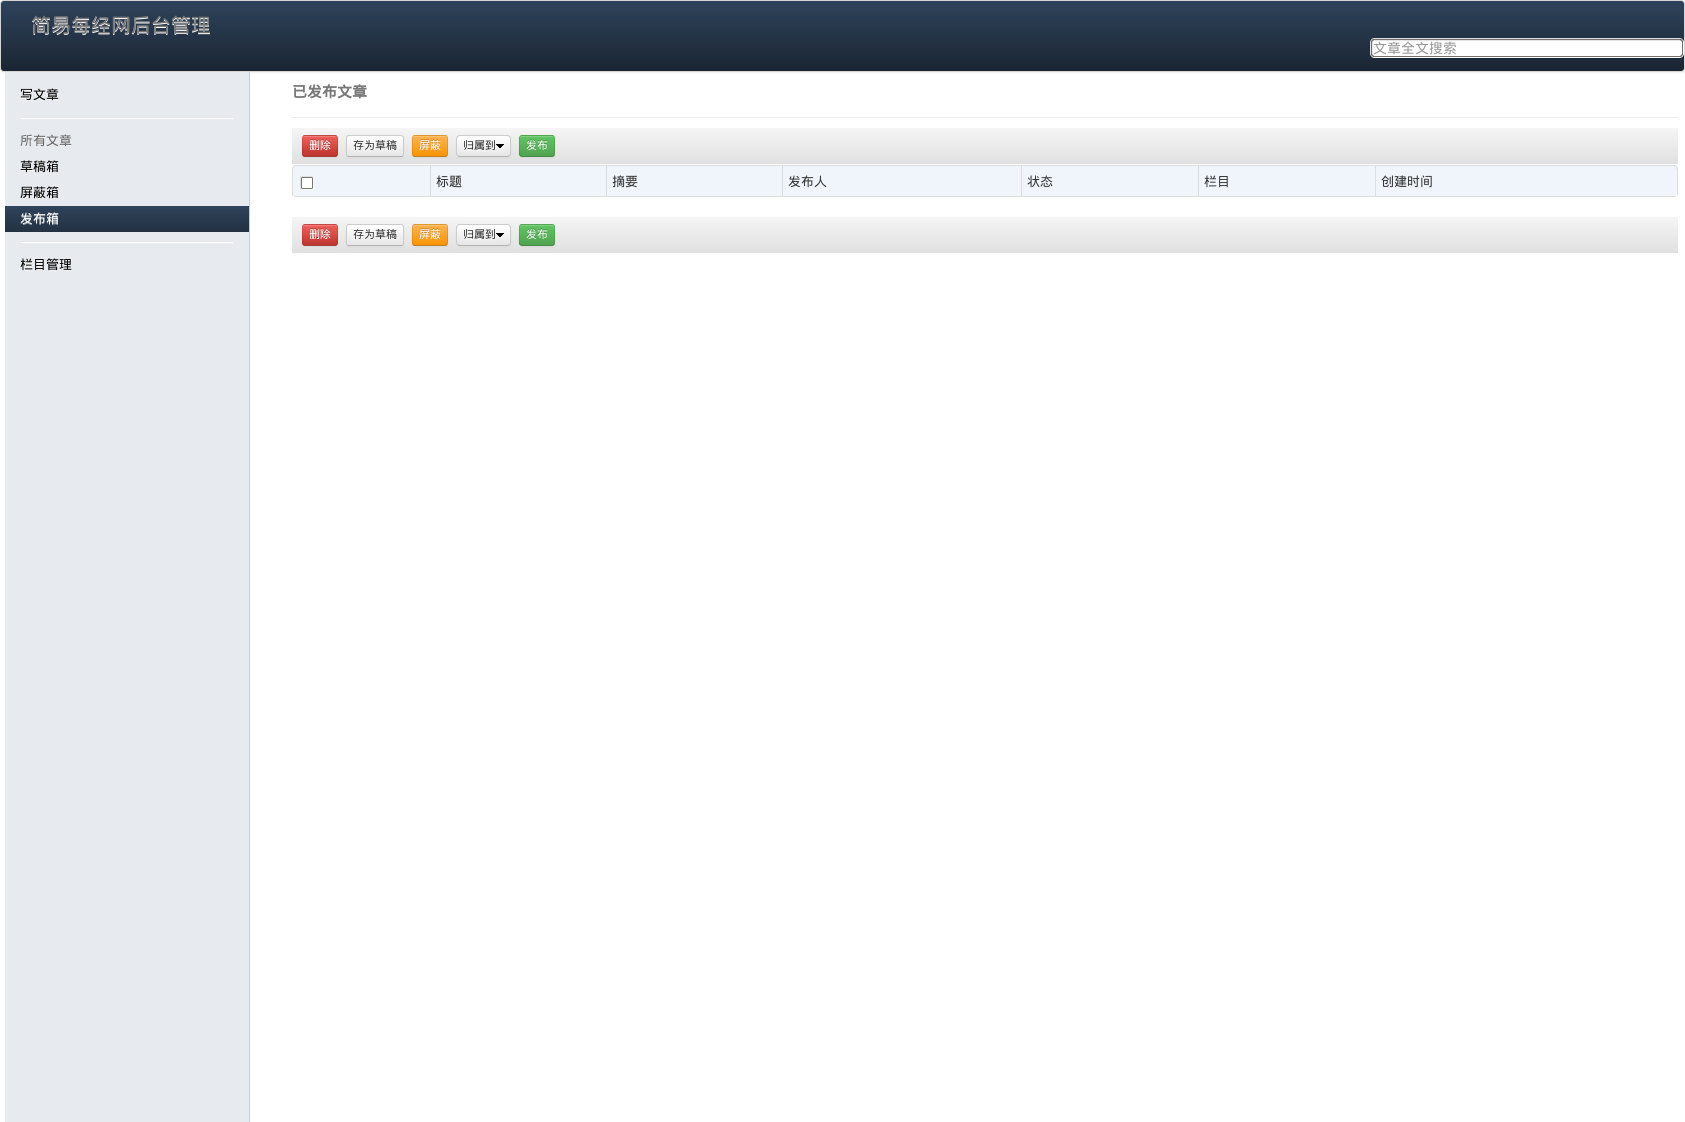 简易每经网后台管理
文章全文搜索
写文章
所有文章
草稿箱
屏蔽箱
发布箱
栏目管理
已发布文章
删除 存为草稿 屏蔽 归属到 发布
标题 摘要 发布人 状态 栏目 创建时间
删除 存为草稿 屏蔽 归属到 发布